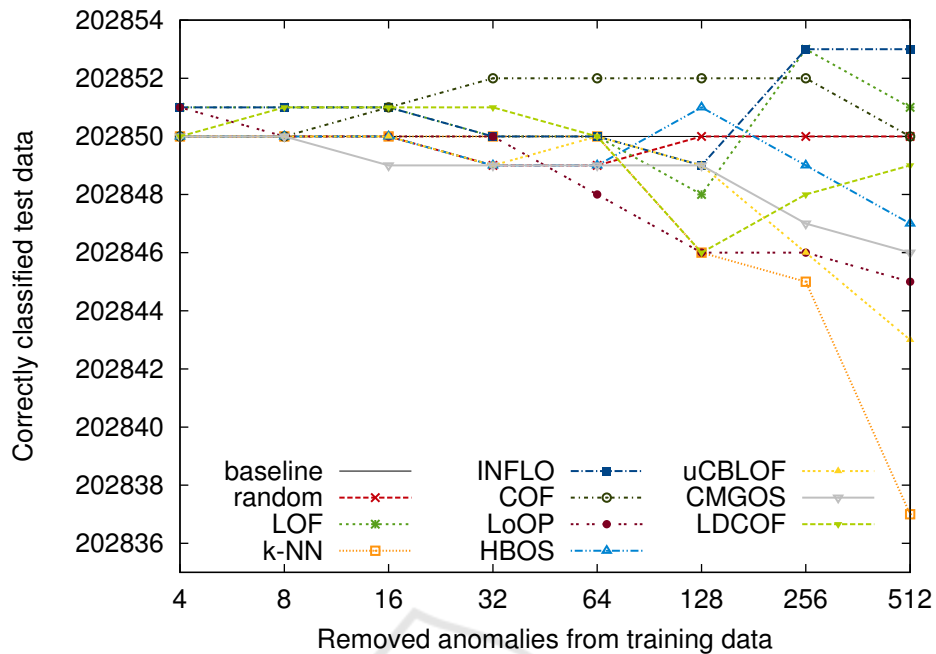 202854
202852
202850
202848
202846
202844
202842
202840
202838
202836
Correctly classified test data
baseline
random
LOF
k-NN
INFLO
COF
LoOP
HBOS
uCBLOF
CMGOS
LDCOF
4 8 16 32 64 128 256 512
Removed anomalies from training data